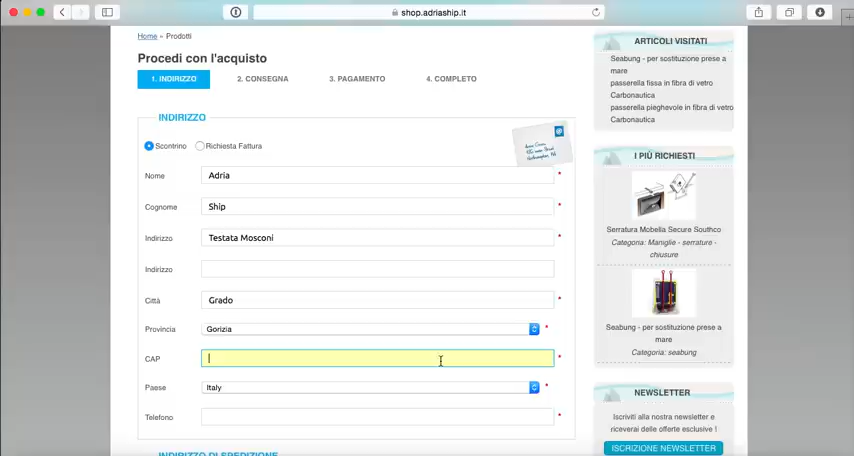 shop.adriaship.it
Home » Prodotti
Procedi con l'acquisto
1. INDIRIZZO
2. CONSEGNA
3. PAGAMENTO
4. COMPLETO
INDIRIZZO
Scontrino
Richiesta Fattura
Nome
Adria
*
Cognome
Ship
*
Indirizzo
Testata Mosconi
*
Indirizzo
Città
Grado
*
Provincia
Gorizia
*
CAP
*
Paese
Italy
*
Telefono
*
INDIRIZZO DI SPEDIZIONE
ARTICOLI VISITATI
Seabung - per sostituzione prese a
mare
passerella fissa in fibra di vetro
Carbonautica
passerella pieghevole in fibra di vetro
Carbonautica
I PIÙ RICHIESTI
Serratura Mobella Secure Southco
Categoria: Maniglie - serrature -
chiusure
Seabung - per sostituzione prese a
mare
Categoria: seabung
NEWSLETTER
Iscriviti alla nostra newsletter e
riceverai delle offerte esclusive !
ISCRIZIONE NEWSLETTER